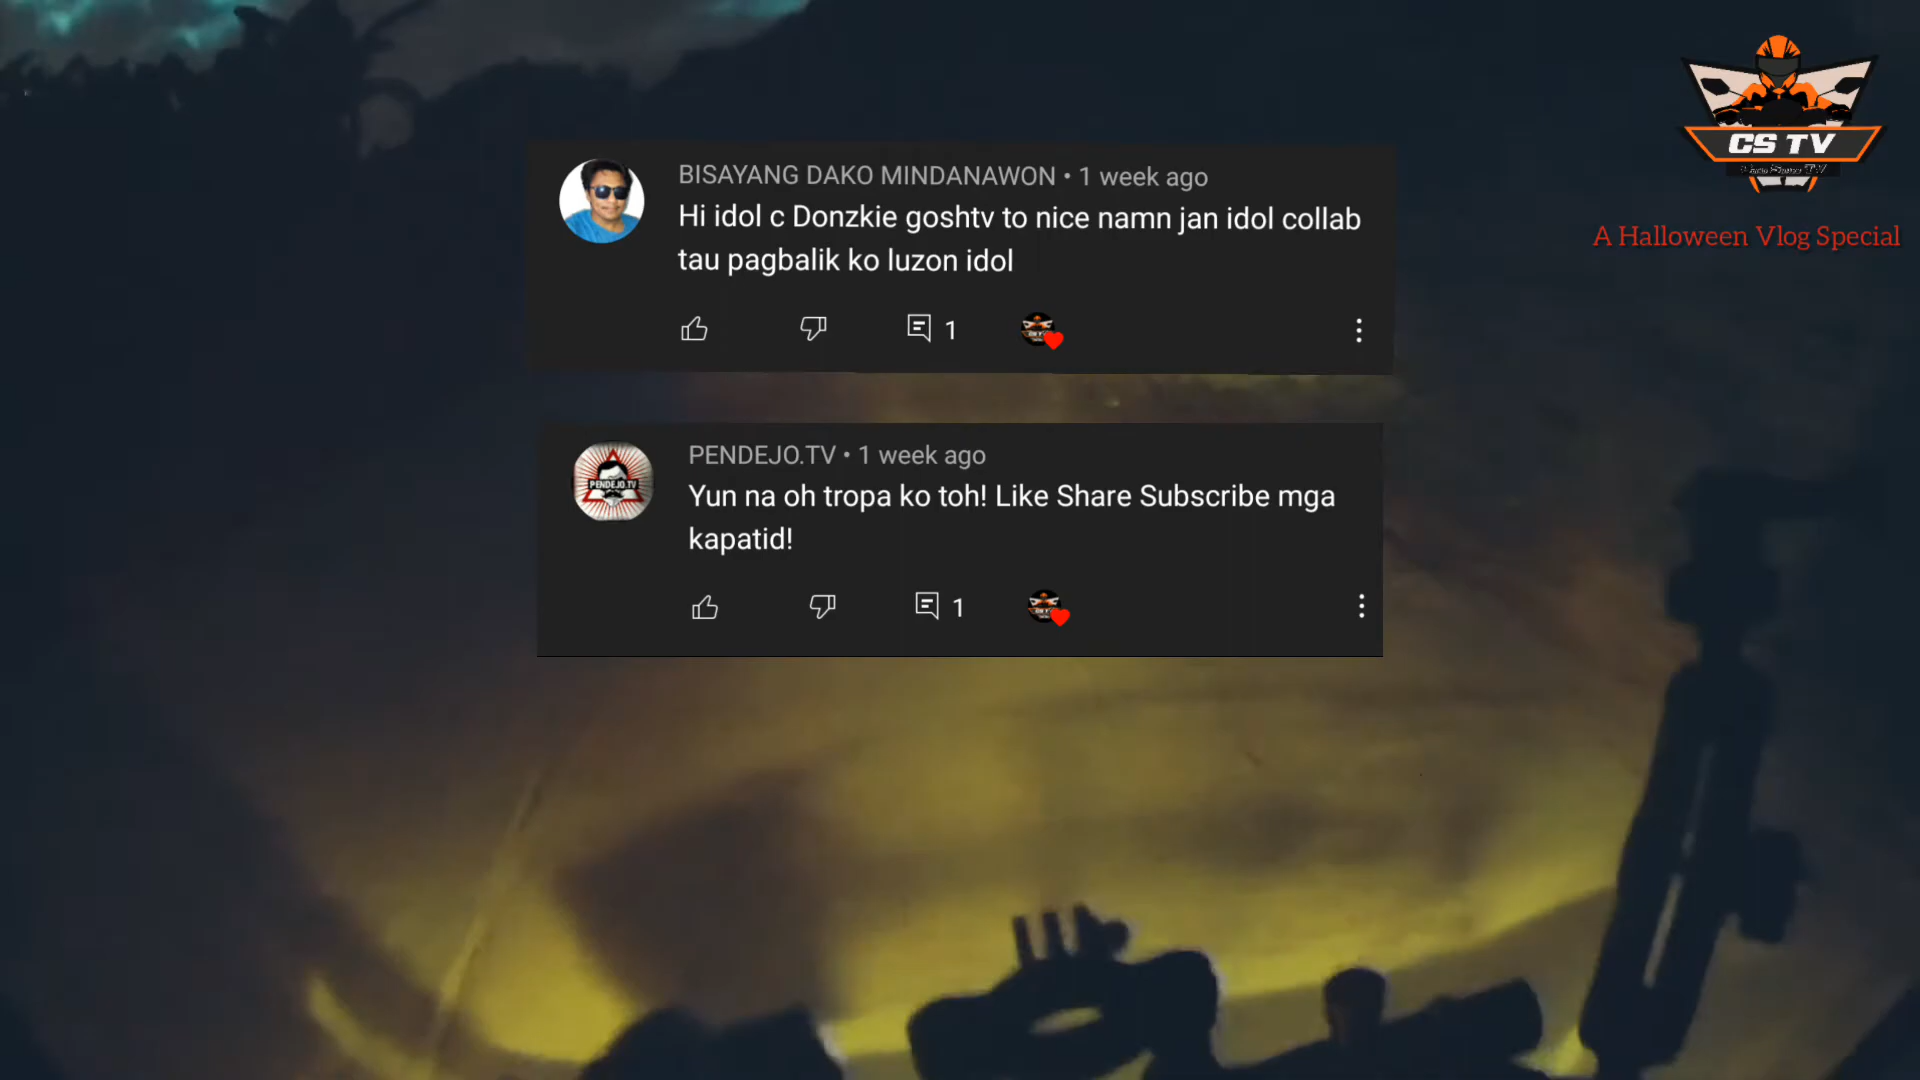 BISAYANG DAKO MINDANAWON • 1 week ago
Hi idol c Donzkie goshtv to nice namn jan idol collab
tau pagbalik ko luzon idol
1
PENDEJO.TV • 1 week ago
Yun na oh tropa ko toh! Like Share Subscribe mga
kapatid!
1
PENDEJO.TV
CS TV
A Halloween Vlog Special